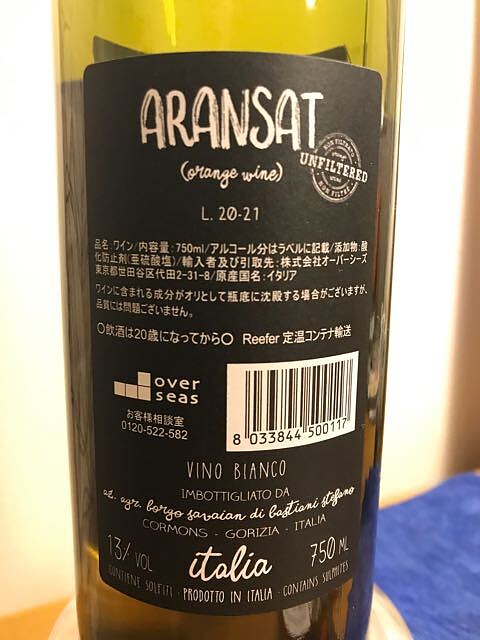 ARANSAT
(orange wine)
NON FILTRATO
UNFILTERED
NON FILTRÉ
L. 20-21
品名:ワイン/内容量:750ml/アルコール分はラベルに記載/添加物:酸
化防止剤(亜硫酸塩)/輸入者及び引取先:株式会社オーバーシーズ
東京都世田谷区代田2-31-8/原産国名:イタリア
ワインに含まれる成分がオリとして瓶底に沈殿する場合がございますが、
品質には問題ございません。
〇飲酒は20歳になってから〇 Reefer 定温コンテナ輸送
over
seas
お客様相談室
0120-522-582
8 033844 500117
VINO BIANCO
IMBOTTIGLIATO DA
az. agr. borgo savaian di bastiani stefano
CORMONS - GORIZIA - ITALIA
13% VOL
italia
750 ML
CONTIENE SOLFITI - PRODOTTO IN ITALIA - CONTAINS SULPHITES